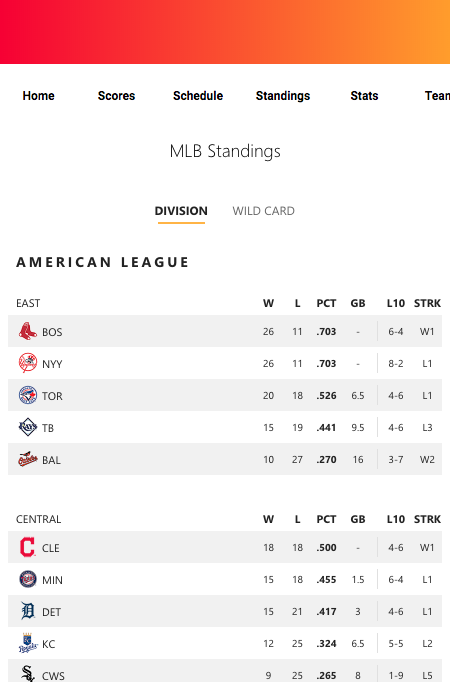 Home Scores Schedule Standings Stats Team
MLB Standings
DIVISION WILD CARD
AMERICAN LEAGUE
EAST W L PCT GB L10 STRK
BOS 26 11 .703 - 6-4 W1
NYY 26 11 .703 - 8-2 L1
TOR 20 18 .526 6.5 4-6 L1
TB 15 19 .441 9.5 4-6 L3
BAL 10 27 .270 16 3-7 W2
CENTRAL W L PCT GB L10 STRK
CLE 18 18 .500 - 4-6 W1
MIN 15 18 .455 1.5 6-4 L1
DET 15 21 .417 3 4-6 L1
KC 12 25 .324 6.5 5-5 L2
CWS 9 25 .265 8 1-9 L5